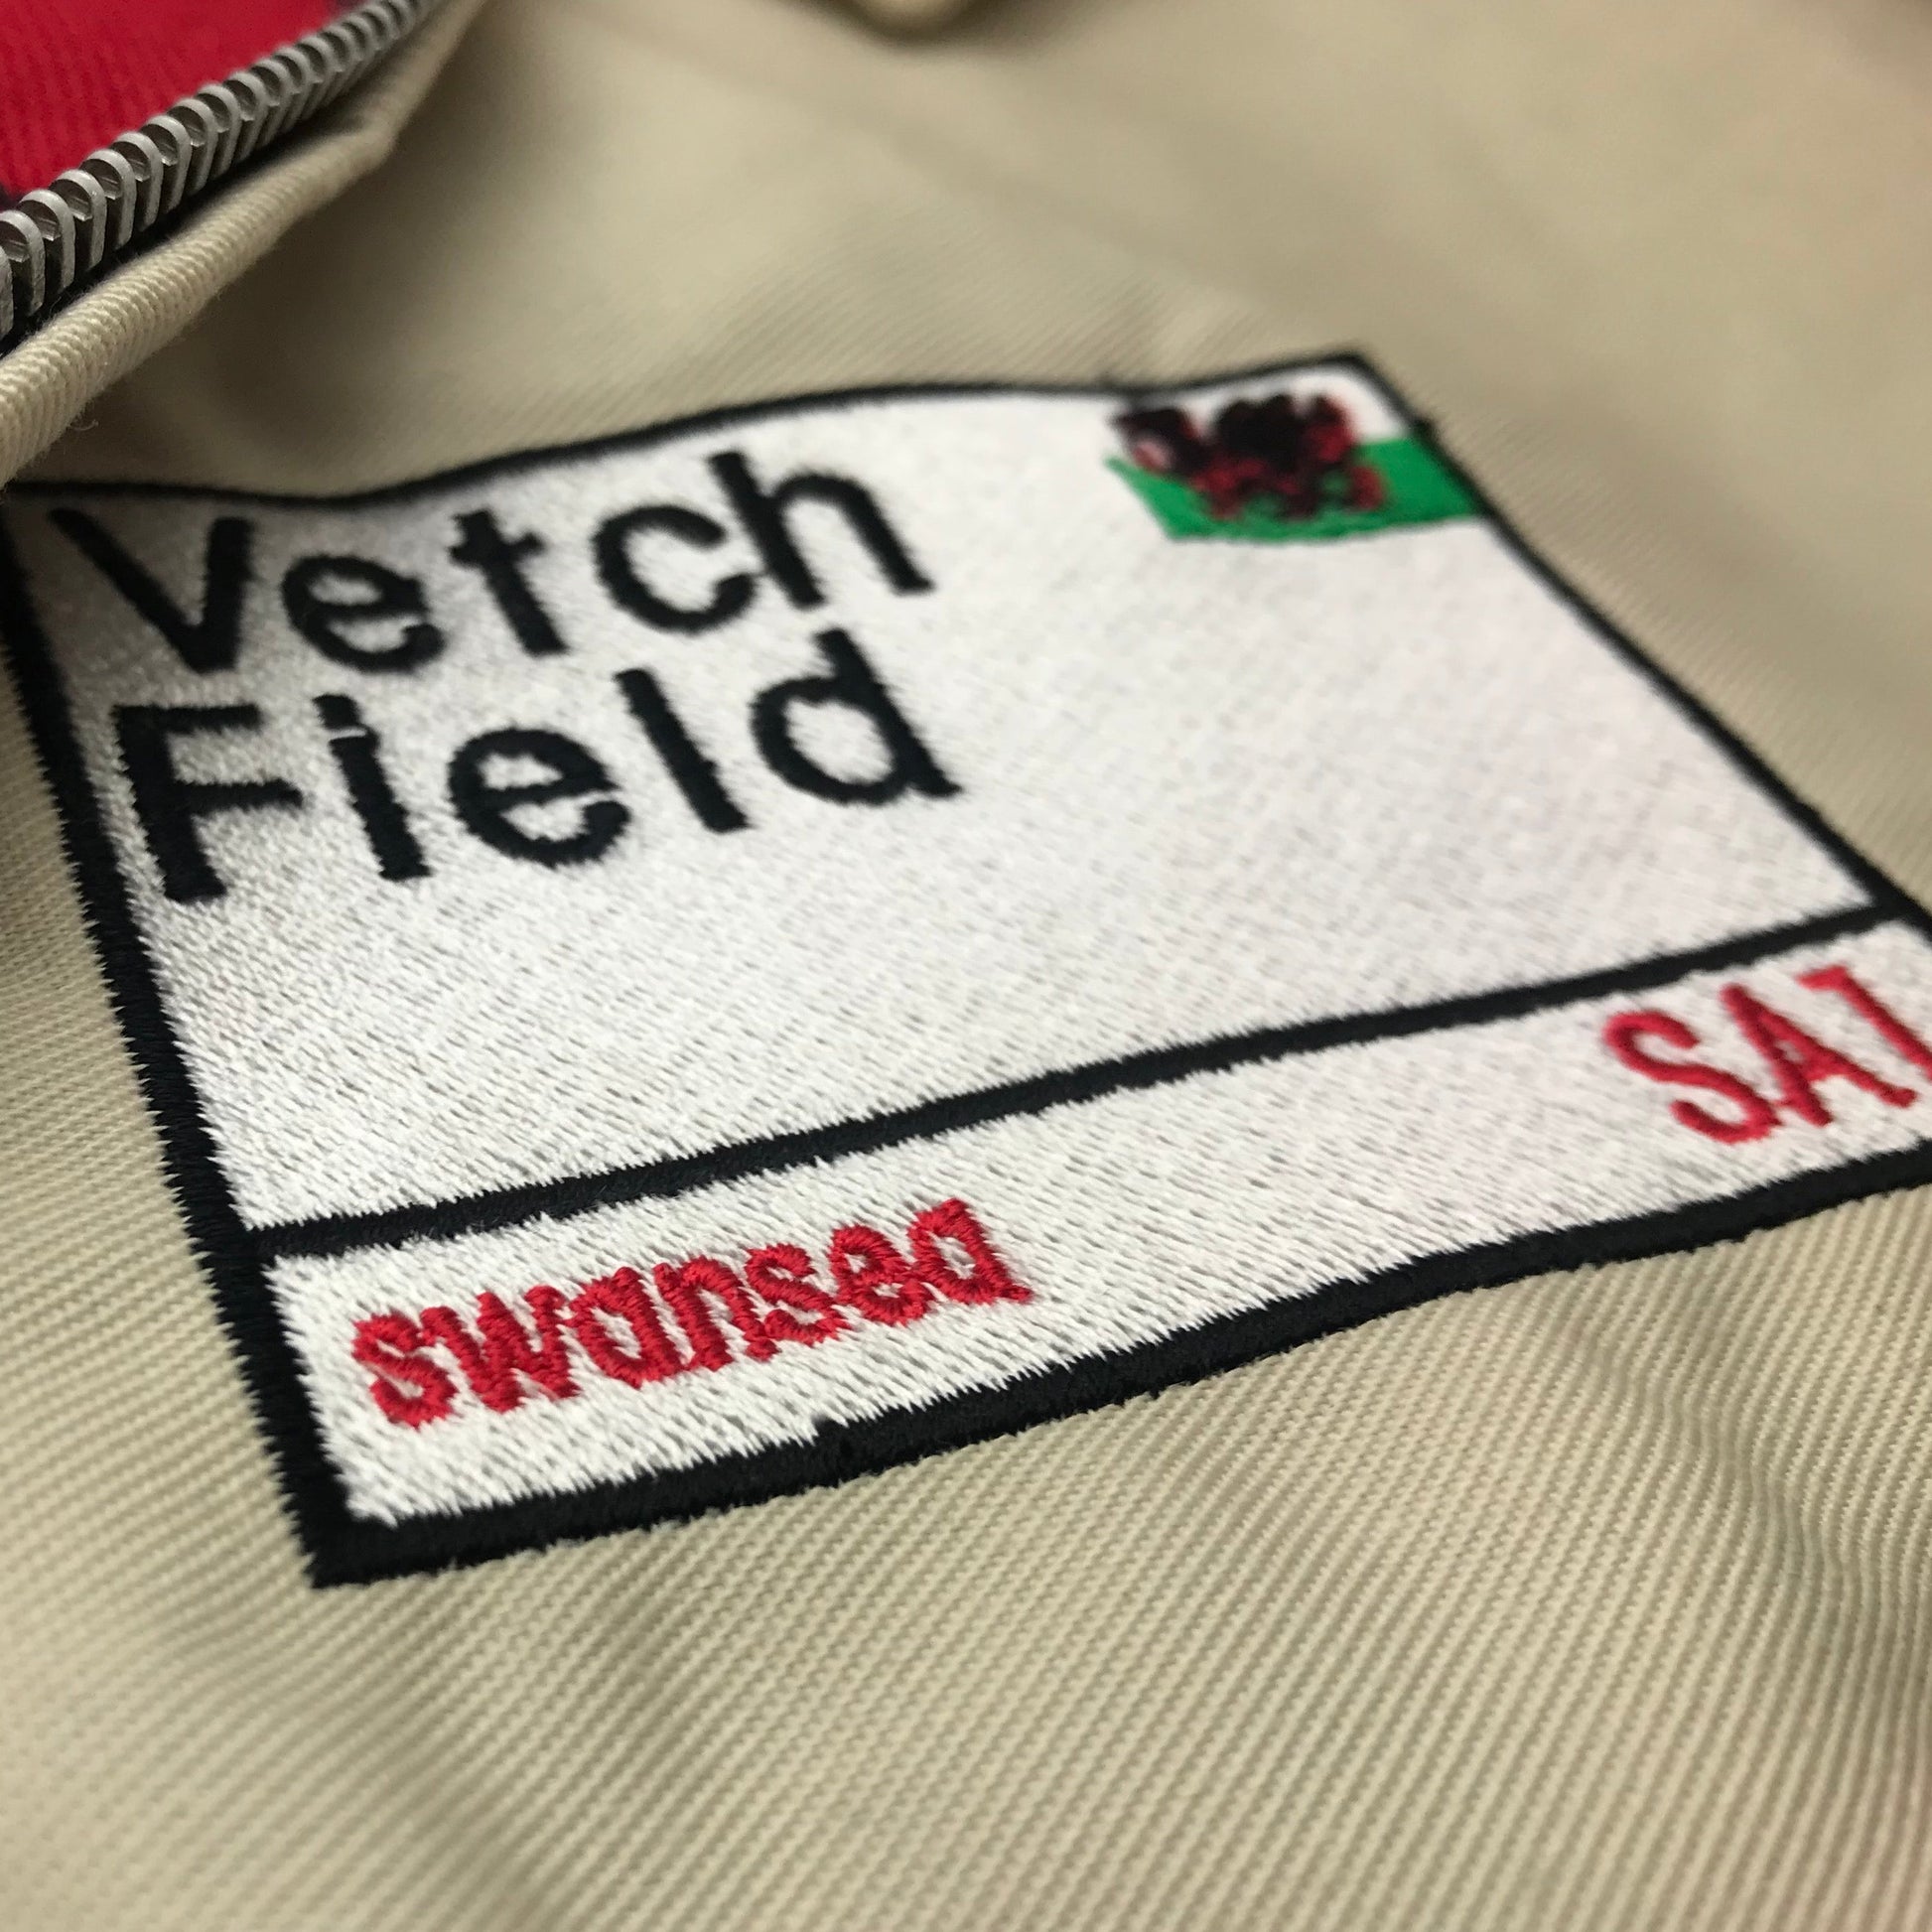 Vetch
Field
swansea
SA1